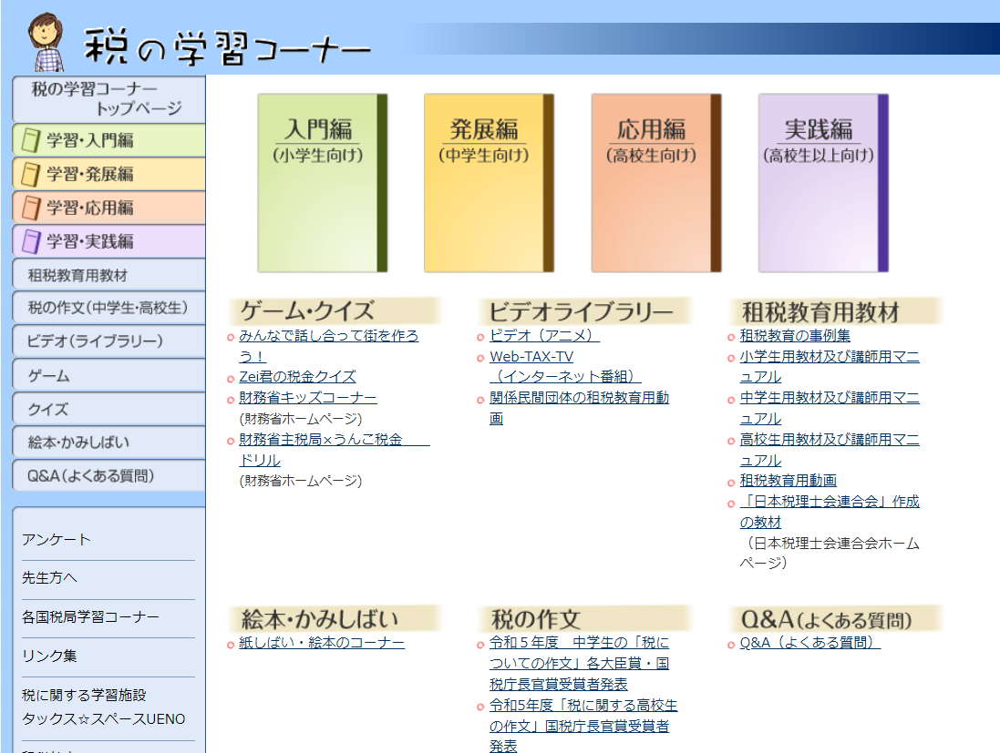 税の学習コーナー
税の学習コーナー
トップページ
学習・入門編
学習・発展編
学習・応用編
学習・実践編
租税教育用教材
税の作文(中学生・高校生)
ビデオ(ライブラリー)
ゲーム
クイズ
絵本・かみしばい
Q&A(よくある質問)
アンケート
先生方へ
各国税局学習コーナー
リンク集
税に関する学習施設
タックス☆スペースUENO
入門編
(小学生向け)
発展編
(中学生向け)
応用編
(高校生向け)
実践編
(高校生以上向け)
ゲーム・クイズ
みんなで話し合って街を作ろ
う！
Zei君の税金クイズ
財務省キッズコーナー
(財務省ホームページ)
財務省主税局×うんこ税金
ドリル
(財務省ホームページ)
ビデオライブラリー
ビデオ（アニメ）
Web-TAX-TV
（インターネット番組）
関係民間団体の租税教育用動
画
租税教育用教材
租税教育の事例集
小学生用教材及び講師用マニ
ュアル
中学生用教材及び講師用マニ
ュアル
高校生用教材及び講師用マニ
ュアル
租税教育用動画
「日本税理士会連合会」作成
の教材
（日本税理士会連合会ホーム
ページ）
絵本・かみしばい
紙しばい・絵本のコーナー
税の作文
令和５年度　中学生の「税に
ついての作文」各大臣賞・国
税庁長官賞受賞者発表
令和5年度「税に関する高校生
の作文」国税庁長官賞受賞者
発表
Q&A(よくある質問)
Q&A（よくある質問）